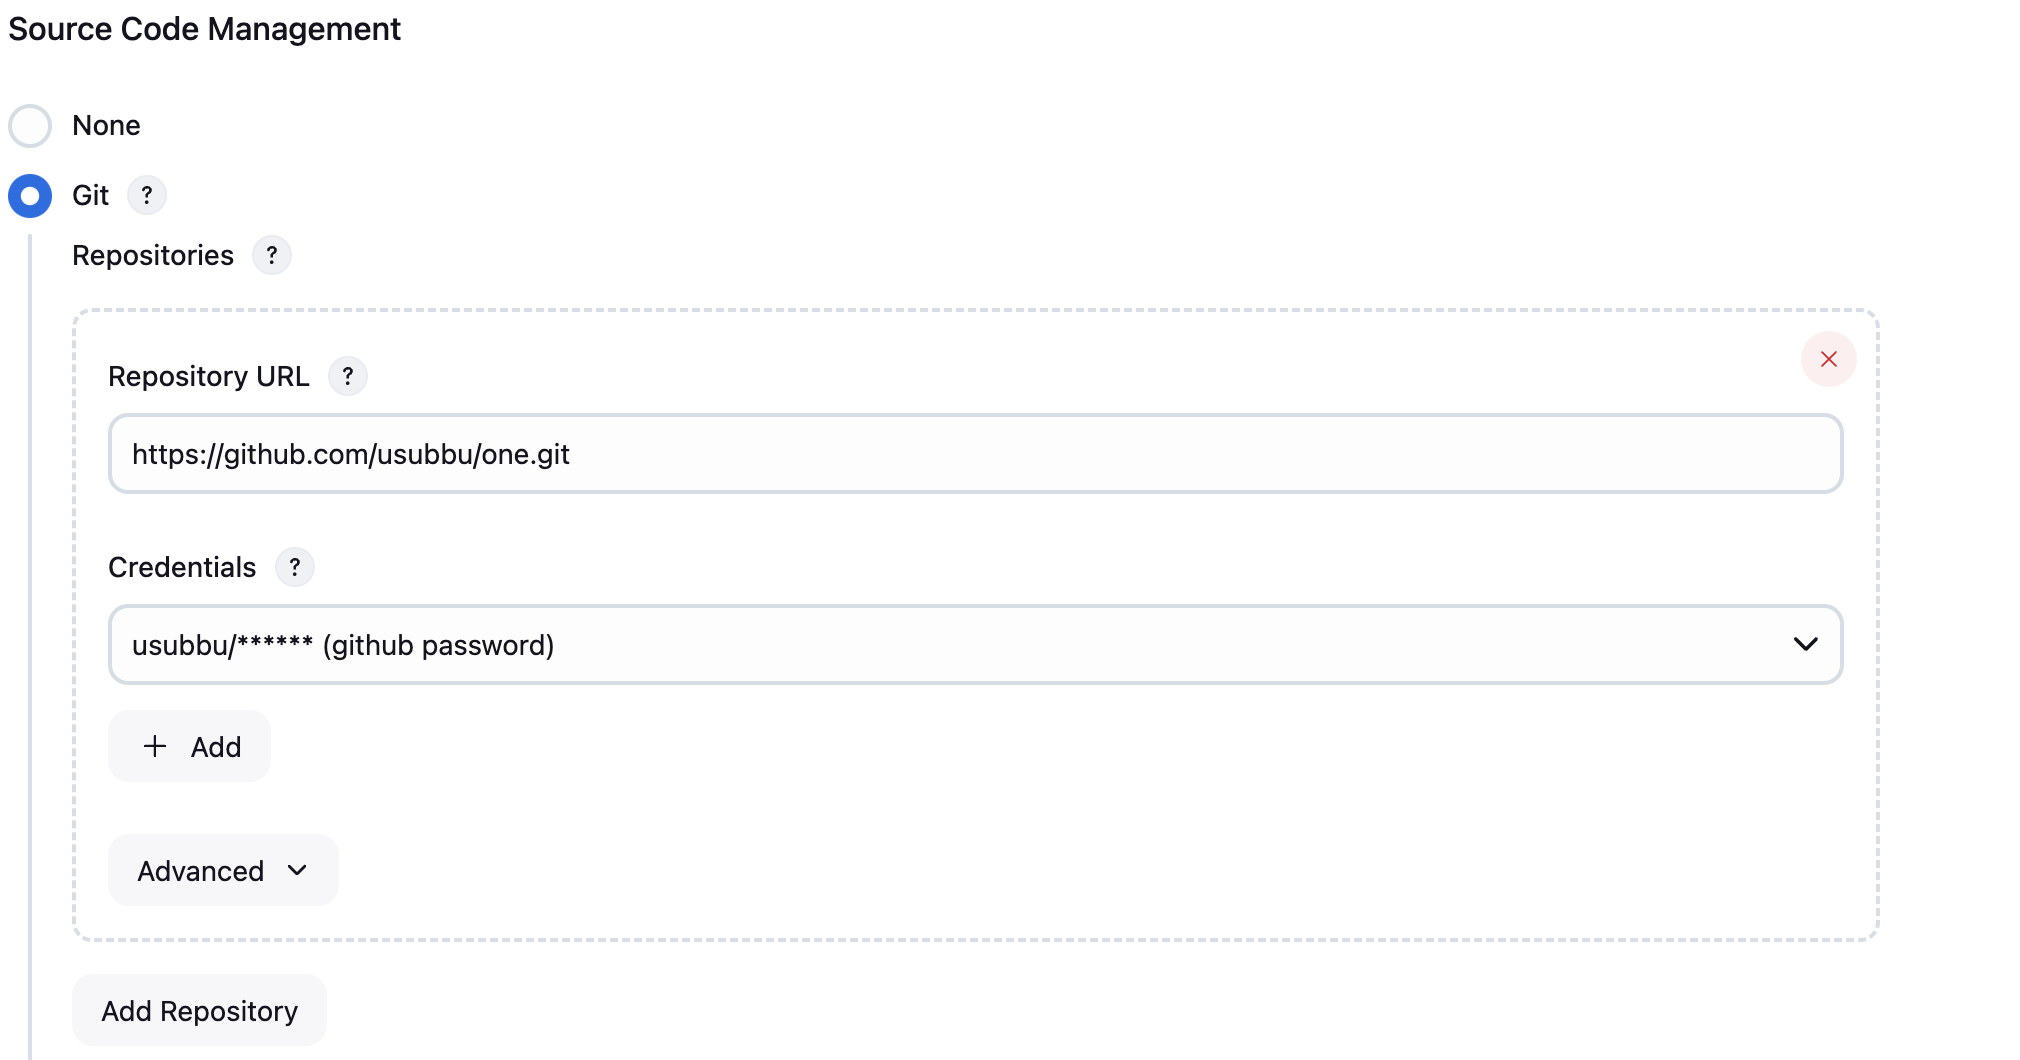 Source Code Management
None
Git ?
Repositories ?
Repository URL ?
https://github.com/usubbu/one.git
Credentials ?
usubbu/****** (github password)
+ Add
Advanced
Add Repository